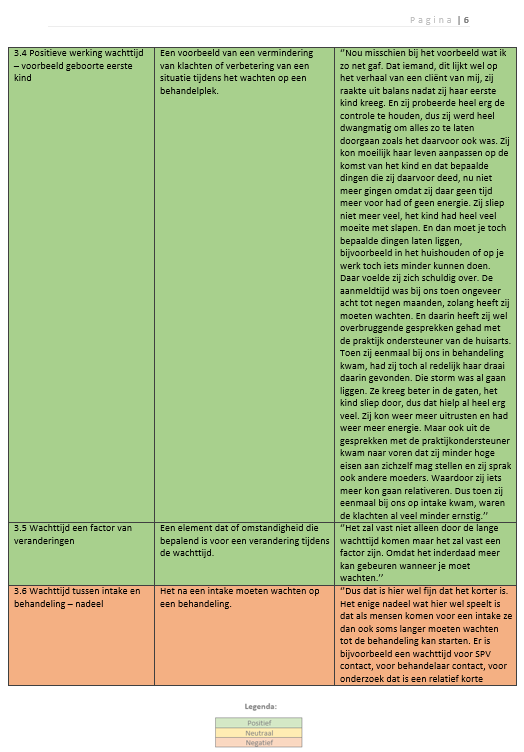 Pagina | 6
3.4 Positieve werking wachttijd
– voorbeeld geboorte eerste
kind
Een voorbeeld van een vermindering
van klachten of verbetering van een
situatie tijdens het wachten op een
behandelplek.
‘’Nou misschien bij het voorbeeld wat ik
zo net gaf. Dat iemand, dit lijkt wel op
het verhaal van een cliënt van mij, zij
raakte uit balans nadat zij haar eerste
kind kreeg. En zij probeerde heel erg de
controle te houden, dus zij werd heel
dwangmatig om alles zo te laten
doorgaan zoals het daarvoor ook was. Zij
kon moeilijk haar leven aanpassen op de
komst van het kind en dat bepaalde
dingen die zij daarvoor deed, nu niet
meer gingen omdat zij daar geen tijd
meer voor had of geen energie. Zij sliep
niet meer veel, het kind had heel veel
moeite met slapen. En dan moet je toch
bepaalde dingen laten liggen,
bijvoorbeeld in het huishouden of op je
werk toch iets minder kunnen doen.
Daar voelde zij zich schuldig over. De
aanmeldtijd was bij ons toen ongeveer
acht tot negen maanden, zolang heeft zij
moeten wachten. En daarin heeft zij wel
overbruggende gesprekken gehad met
de praktijk ondersteuner van de huisarts.
Toen zij eenmaal bij ons in behandeling
kwam, had zij toch al redelijk haar draai
daarin gevonden. Die storm was al gaan
liggen. Ze kreeg beter in de gaten, het
kind sliep door, dus dat hielp al heel erg
veel. Zij kon weer meer uitrusten en had
weer meer energie. Maar ook uit de
gesprekken met de praktijkondersteuner
kwam naar voren dat zij minder hoge
eisen aan zichzelf mag stellen en zij sprak
ook andere moeders. Waardoor zij iets
meer kon gaan relativeren. Dus toen zij
eenmaal bij ons op intake kwam, waren
de klachten al veel minder ernstig.’’
3.5 Wachttijd een factor van
veranderingen
Een element dat of omstandigheid die
bepalend is voor een verandering tijdens
de wachttijd.
‘’Het zal vast niet alleen door de lange
wachttijd komen maar het zal vast een
factor zijn. Omdat het inderdaad meer
kan gebeuren wanneer je moet
wachten.’’
3.6 Wachttijd tussen intake en
behandeling – nadeel
Het na een intake moeten wachten op
een behandeling.
‘’Dus dat is hier wel fijn dat het korter is.
Het enige nadeel wat hier wel speelt is
dat als mensen komen voor een intake ze
dan ook soms langer moeten wachten
tot de behandeling kan starten. Er is
bijvoorbeeld een wachttijd voor SPV
contact, voor behandelaar contact, voor
onderzoek dat is een relatief korte
Legenda:
Positief
Neutraal
Negatief